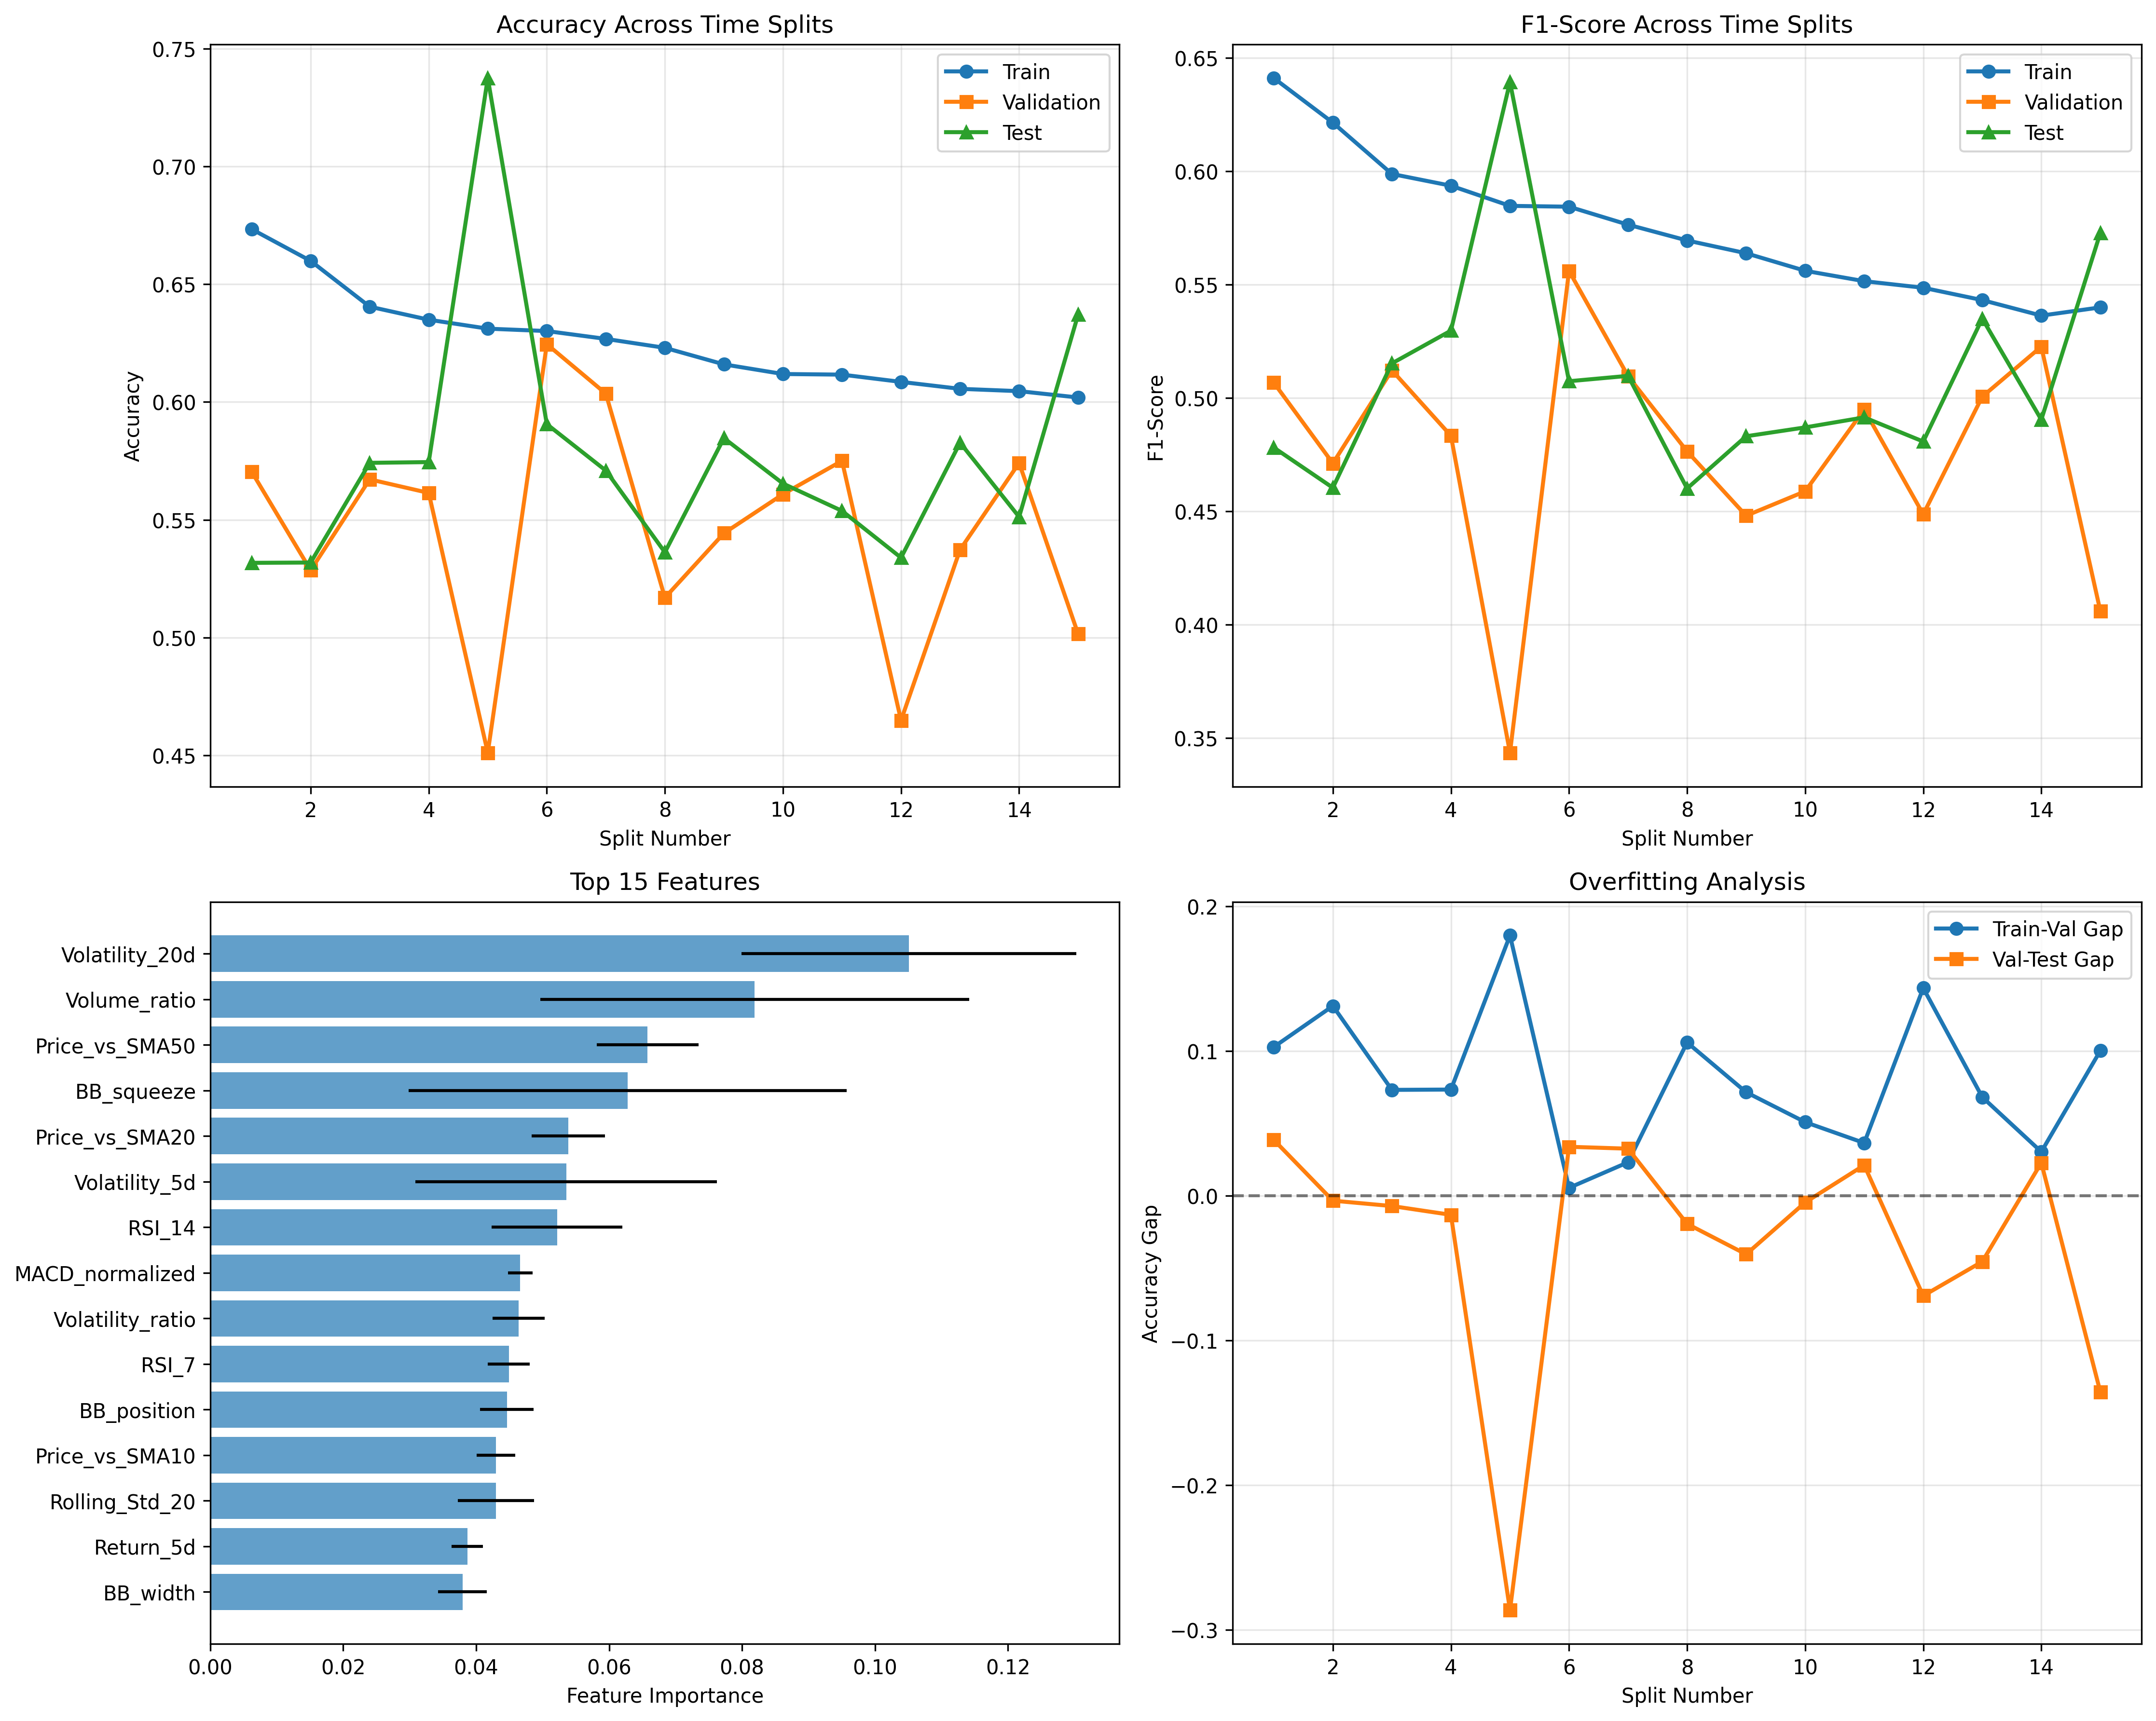 Accuracy Across Time Splits
0.75
0.70
0.65
0.60
0.55
0.50
0.45
Accuracy
Train
Validation
Test
2 4 6 8 10 12 14
Split Number
F1-Score Across Time Splits
0.65
0.60
0.55
0.50
0.45
0.40
0.35
F1-Score
Train
Validation
Test
2 4 6 8 10 12 14
Split Number
Top 15 Features
Volatility_20d
Volume_ratio
Price_vs_SMA50
BB_squeeze
Price_vs_SMA20
Volatility_5d
RSI_14
MACD_normalized
Volatility_ratio
RSI_7
BB_position
Price_vs_SMA10
Rolling_Std_20
Return_5d
BB_width
0.00 0.02 0.04 0.06 0.08 0.10 0.12
Feature Importance
Overfitting Analysis
0.2
0.1
0.0
−0.1
−0.2
−0.3
Accuracy Gap
Train-Val Gap
Val-Test Gap
2 4 6 8 10 12 14
Split Number